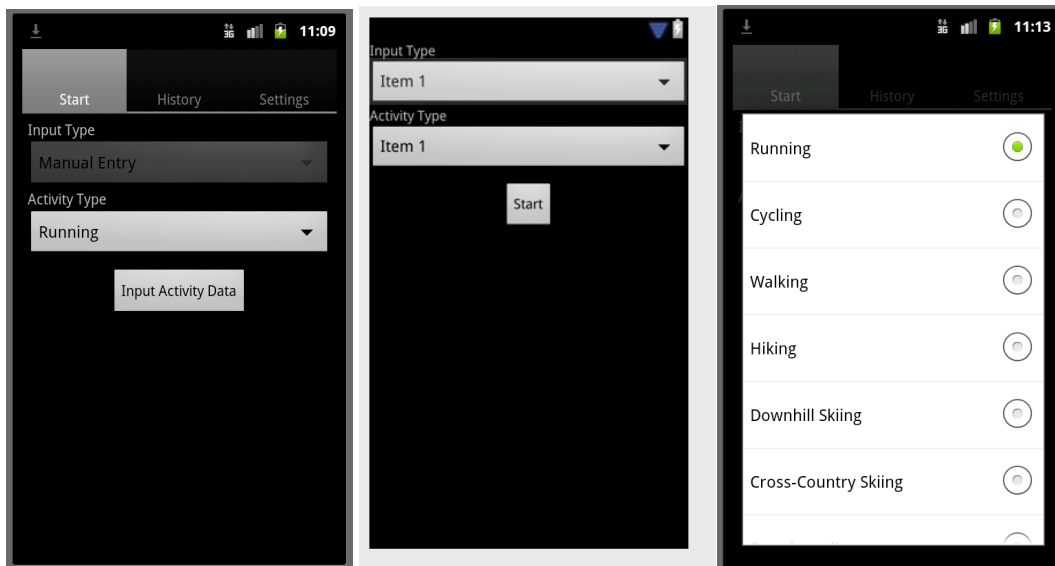 3G
11:09
Start History Settings
Input Type
Manual Entry
Activity Type
Running
Input Activity Data
Input Type
Item 1
Activity Type
Item 1
Start
3G
11:13
Start History Settings
Running
Cycling
Walking
Hiking
Downhill Skiing
Cross-Country Skiing